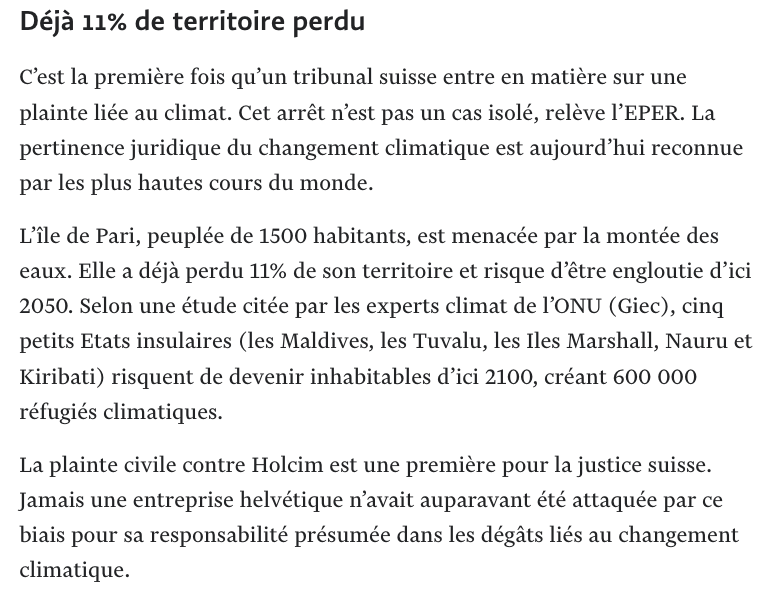 Déjà 11% de territoire perdu
C’est la première fois qu’un tribunal suisse entre en matière sur une
plainte liée au climat. Cet arrêt n’est pas un cas isolé, relève l’EPER. La
pertinence juridique du changement climatique est aujourd’hui reconnue
par les plus hautes cours du monde.
L’île de Pari, peuplée de 1500 habitants, est menacée par la montée des
eaux. Elle a déjà perdu 11% de son territoire et risque d’être engloutie d’ici
2050. Selon une étude citée par les experts climat de l’ONU (Giec), cinq
petits Etats insulaires (les Maldives, les Tuvalu, les Iles Marshall, Nauru et
Kiribati) risquent de devenir inhabitables d’ici 2100, créant 600 000
réfugiés climatiques.
La plainte civile contre Holcim est une première pour la justice suisse.
Jamais une entreprise helvétique n’avait auparavant été attaquée par ce
biais pour sa responsabilité présumée dans les dégâts liés au changement
climatique.